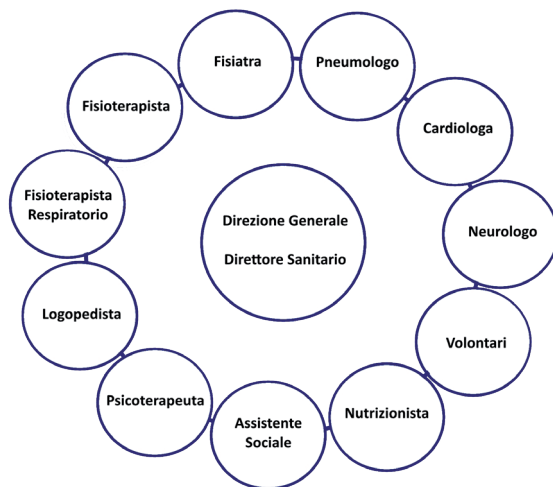 Fisiatra
Pneumologo
Cardiologa
Neurologo
Volontari
Nutrizionista
Assistente
Sociale
Psicoterapeuta
Logopedista
Fisioterapista
Respiratorio
Fisioterapista
Direzione Generale
Direttore Sanitario